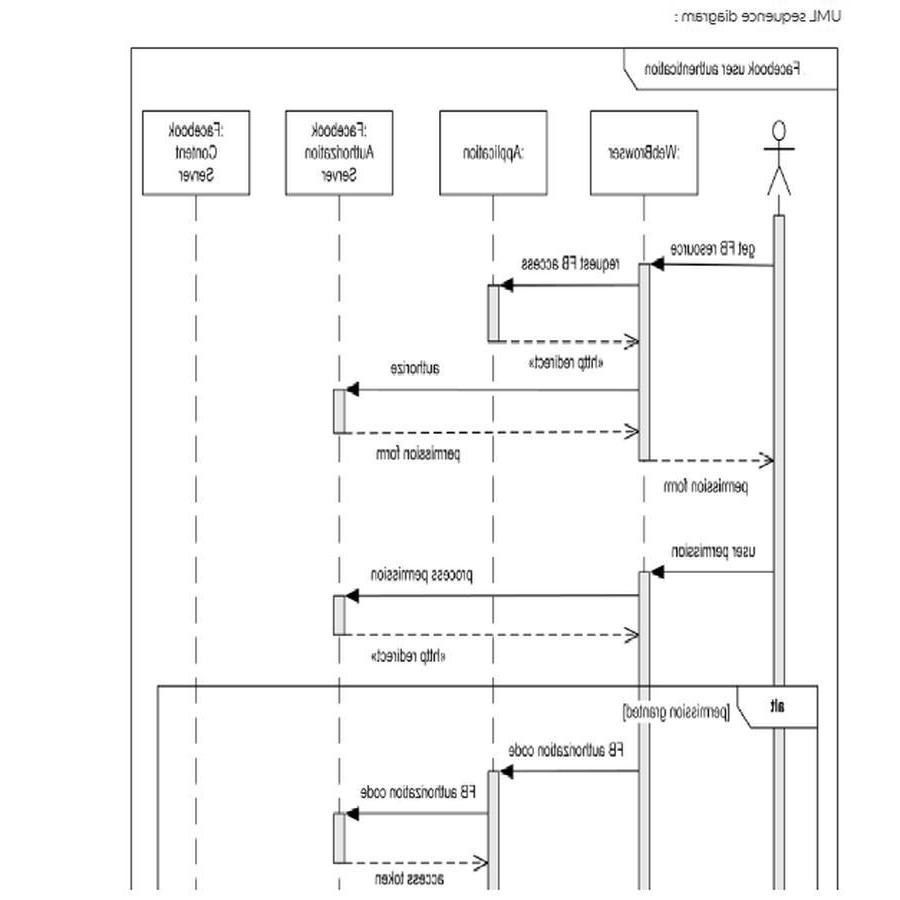 UML sequence diagram :
Facebook user authentication
:WebBrowser
:Application
:Facebook
Authorization
Server
:Facebook
Content
Server
get FB resource
request FB access
«http redirect»
authorize
permission form
permission form
user permission
process permission
«http redirect»
alt
[permission granted]
FB authorization code
FB authorization code
access token